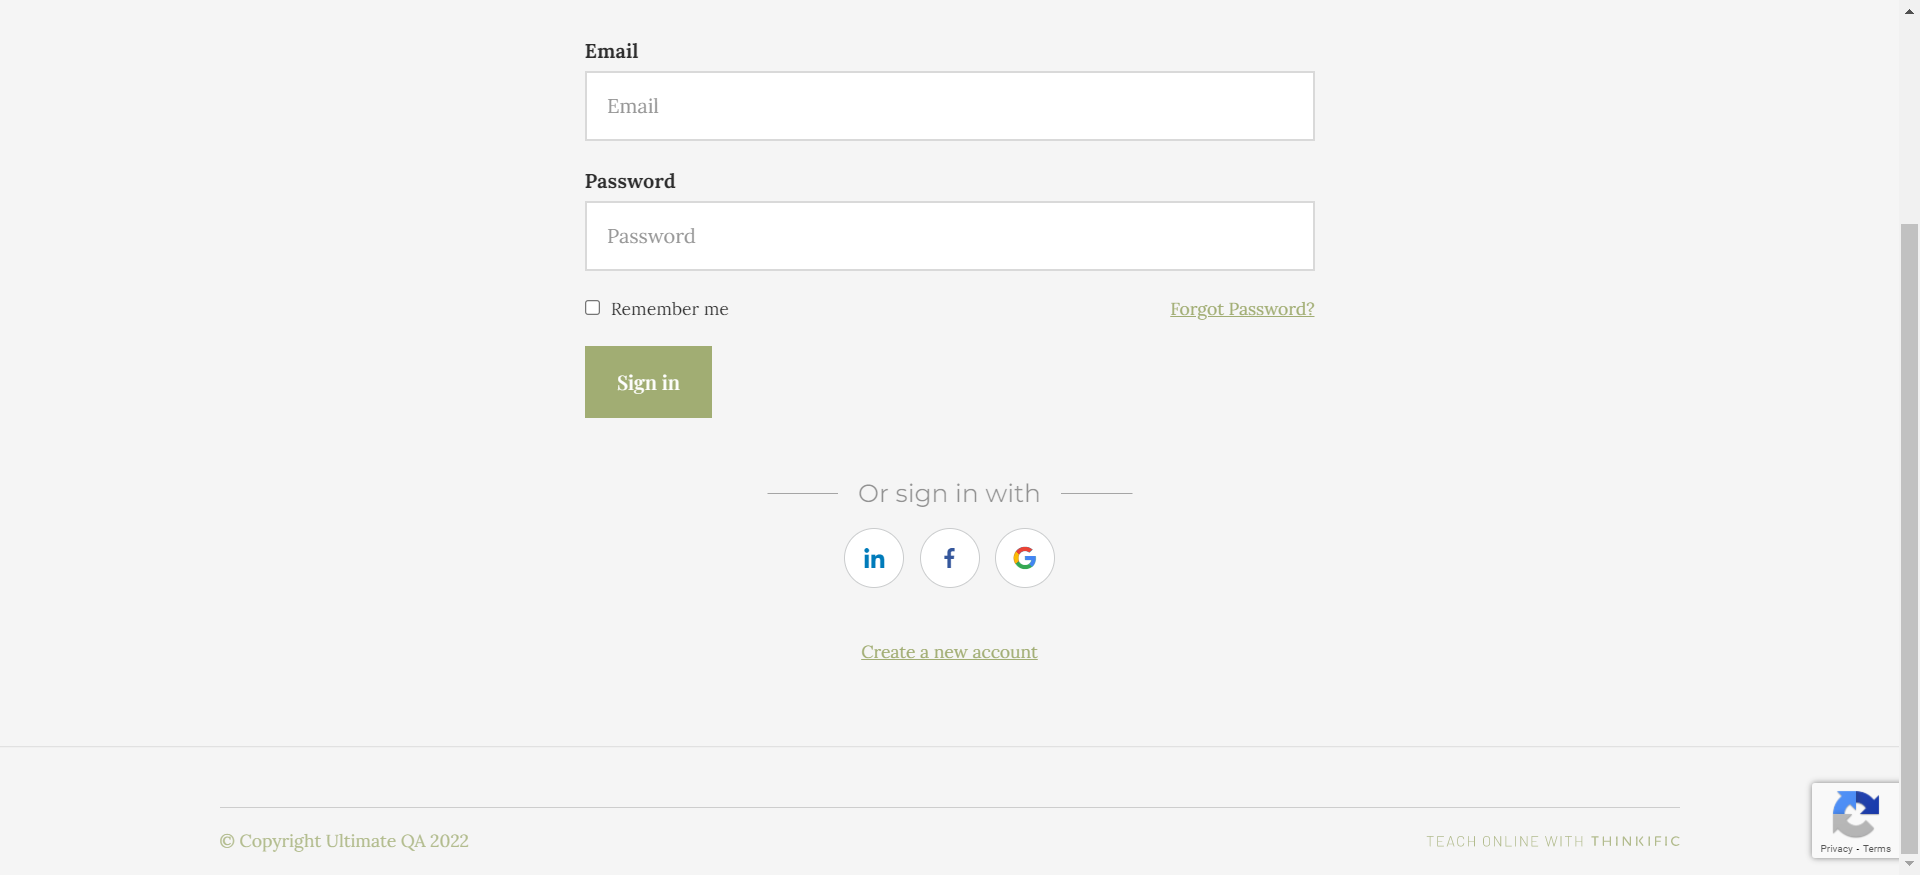 Email
Email
Password
Password
Remember me
Forgot Password?
Sign in
Or sign in with
in
f
G
Create a new account
© Copyright Ultimate QA 2022
TEACH ONLINE WITH THINKIFIC
Privacy - Terms